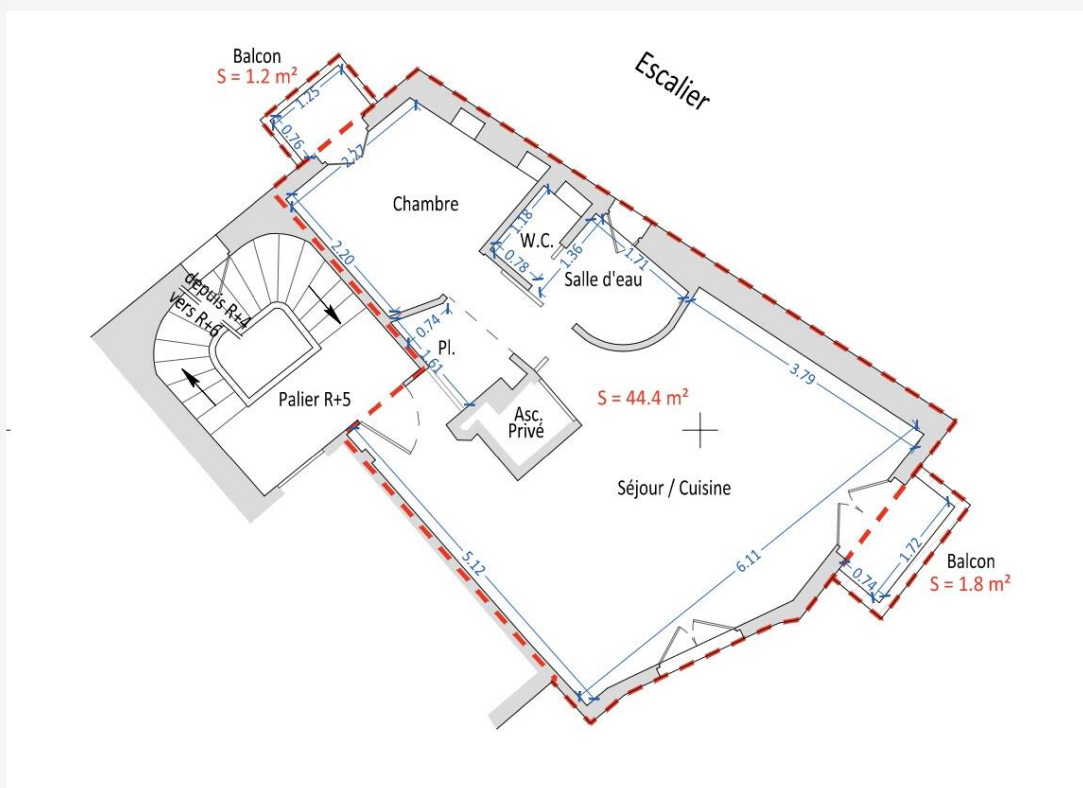 Balcon
S = 1.2 m²
Escalier
1.25
0.76
2.27
Chambre
1.18
W.C.
0.78
1.36
1.71
Salle d'eau
2.20
depuis R+4
vers R+6
0.74
Pl.
1.61
3.79
Palier R+5
Asc.
Privé
S = 44.4 m²
Séjour / Cuisine
5.12
6.11
1.72
0.74
Balcon
S = 1.8 m²